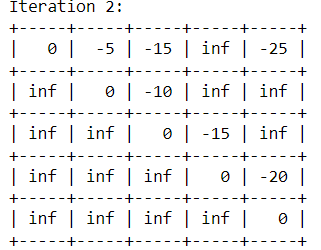 Iteration 2:
+-----+-----+-----+-----+-----+
|   0 |  -5 | -15 | inf | -25 |
+-----+-----+-----+-----+-----+
| inf |   0 | -10 | inf | inf |
+-----+-----+-----+-----+-----+
| inf | inf |   0 | -15 | inf |
+-----+-----+-----+-----+-----+
| inf | inf | inf |   0 | -20 |
+-----+-----+-----+-----+-----+
| inf | inf | inf | inf |   0 |
+-----+-----+-----+-----+-----+